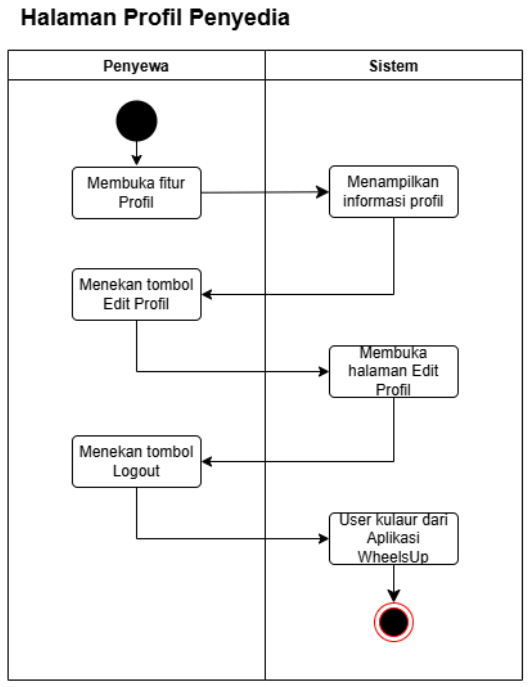 Halaman Profil Penyedia
Penyewa
Sistem
Membuka fitur
Profil
Menampilkan
informasi profil
Menekan tombol
Edit Profil
Membuka
halaman Edit
Profil
Menekan tombol
Logout
User kulaur dari
Aplikasi
WheelsUp